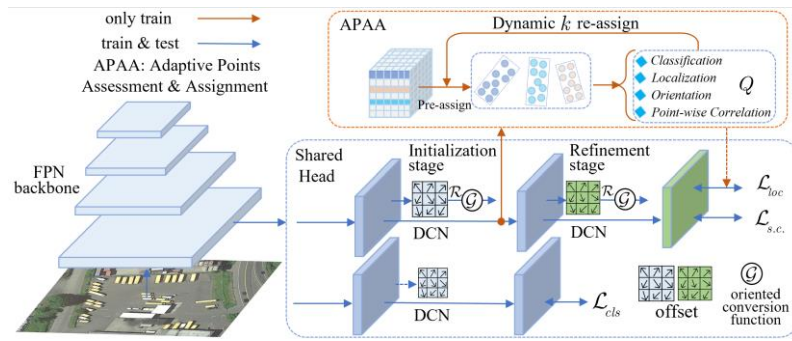 only train
train & test
APAA: Adaptive Points
Assessment & Assignment
FPN
backbone
APAA
Dynamic k re-assign
Pre-assign
Classification
Localization
Orientation
Point-wise Correlation
Q
Shared
Head
Initialization
stage
R
G
DCN
Refinement
stage
R
G
DCN
ℒloc
ℒs.c.
DCN
ℒcls
offset
G
oriented
conversion
function